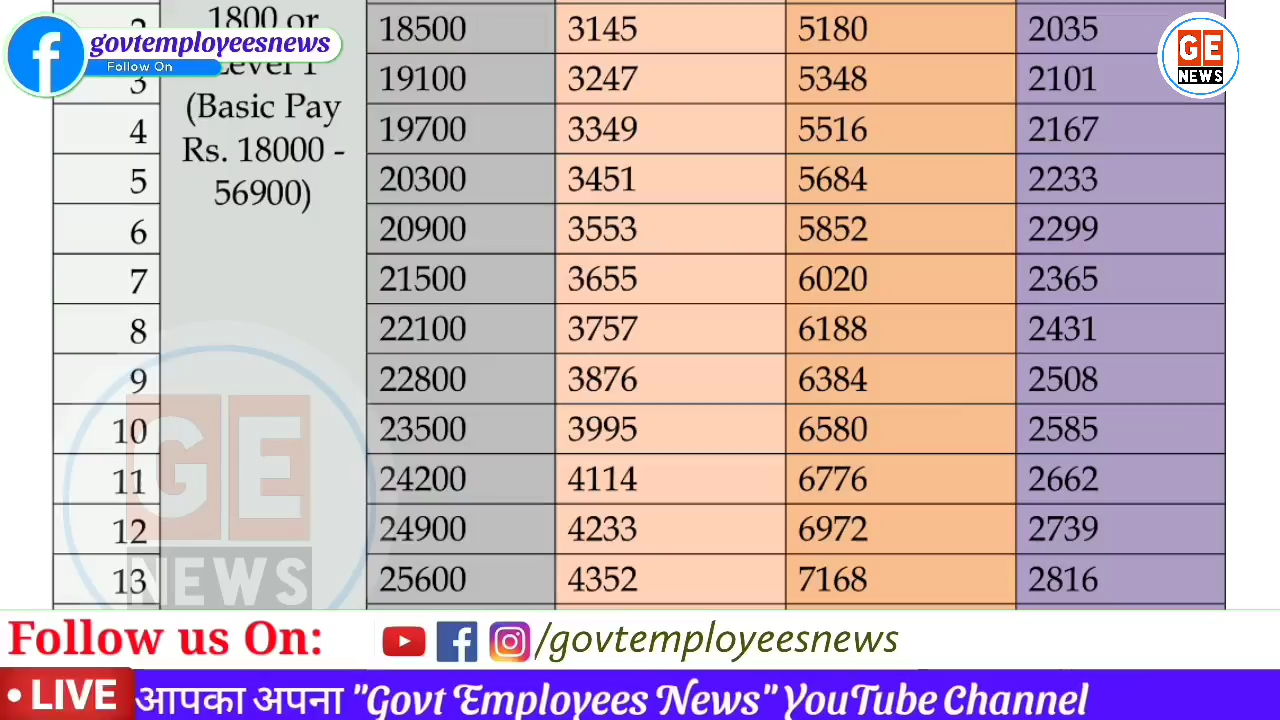 2 1800 or 18500 3145 5180 2035
govtemployeesnews
Follow On
GE
NEWS
3 Level 1 19100 3247 5348 2101
(Basic Pay
4 19700 3349 5516 2167
Rs. 18000 -
5 20300 3451 5684 2233
56900)
6 20900 3553 5852 2299
7 21500 3655 6020 2365
8 22100 3757 6188 2431
9 22800 3876 6384 2508
10 23500 3995 6580 2585
11 24200 4114 6776 2662
12 24900 4233 6972 2739
13 25600 4352 7168 2816
GE
NEWS
Follow us On: /govtemployeesnews
• LIVE आपका अपना "Govt Employees News" YouTube Channel